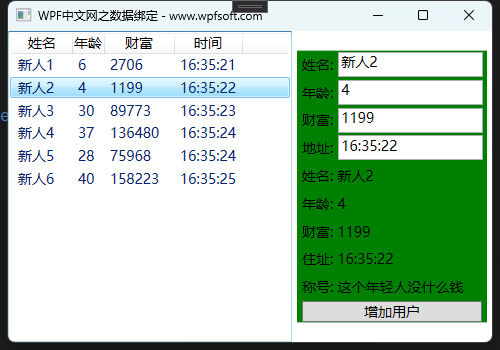 WPF中文网之数据绑定 - www.wpfsoft.com
姓名 年龄 财富 时间
新人1 6 2706 16:35:21
新人2 4 1199 16:35:22
新人3 30 89773 16:35:23
新人4 37 136480 16:35:24
新人5 28 75968 16:35:24
新人6 40 158223 16:35:25
姓名: 新人2
年龄: 4
财富: 1199
地址: 16:35:22
姓名: 新人2
年龄: 4
财富: 1199
住址: 16:35:22
称号: 这个年轻人没什么钱
增加用户